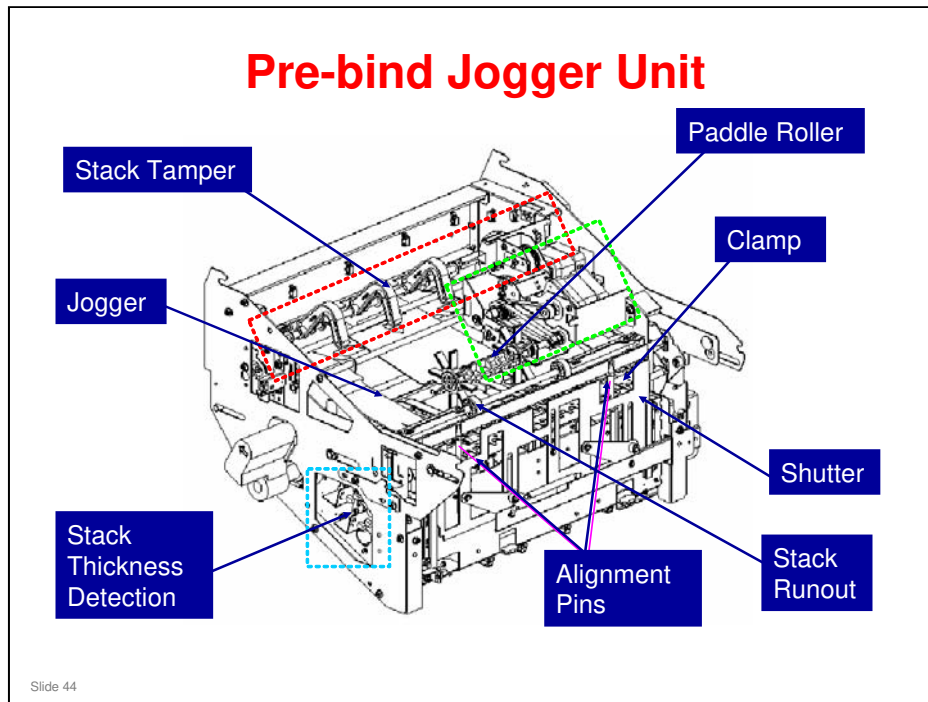 Pre-bind Jogger Unit
Paddle Roller
Stack Tamper
Clamp
Jogger
Shutter
Stack
Thickness
Detection
Alignment
Pins
Stack
Runout
Slide 44